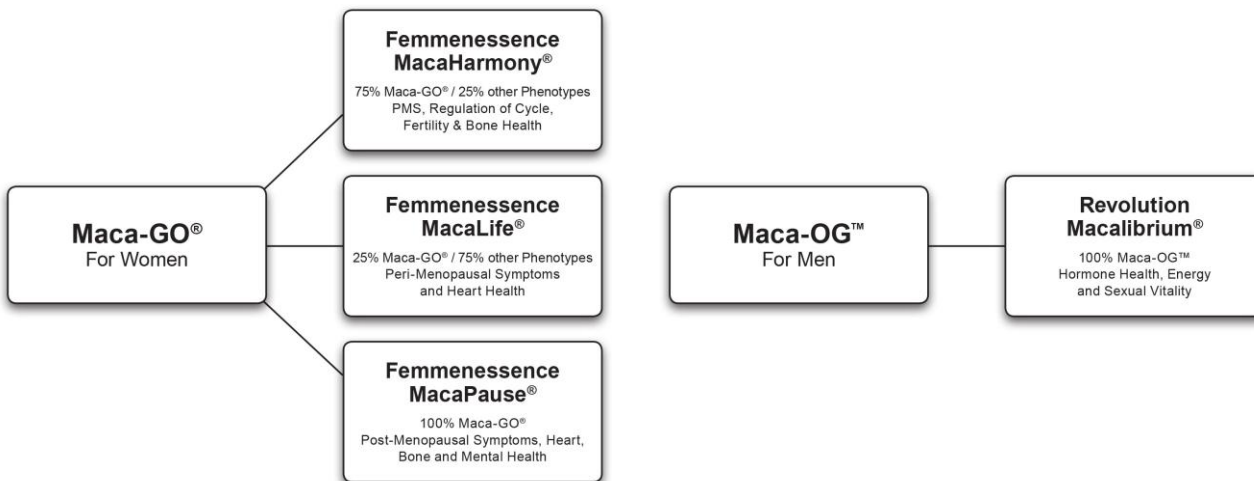 Maca-GO®
For Women
Femmenessence
MacaHarmony®
75% Maca-GO® / 25% other Phenotypes
PMS, Regulation of Cycle,
Fertility & Bone Health
Femmenessence
MacaLife®
25% Maca-GO® / 75% other Phenotypes
Peri-Menopausal Symptoms
and Heart Health
Femmenessence
MacaPause®
100% Maca-GO®
Post-Menopausal Symptoms, Heart,
Bone and Mental Health
Maca-OG™
For Men
Revolution
Macalibrium®
100% Maca-OG™
Hormone Health, Energy
and Sexual Vitality